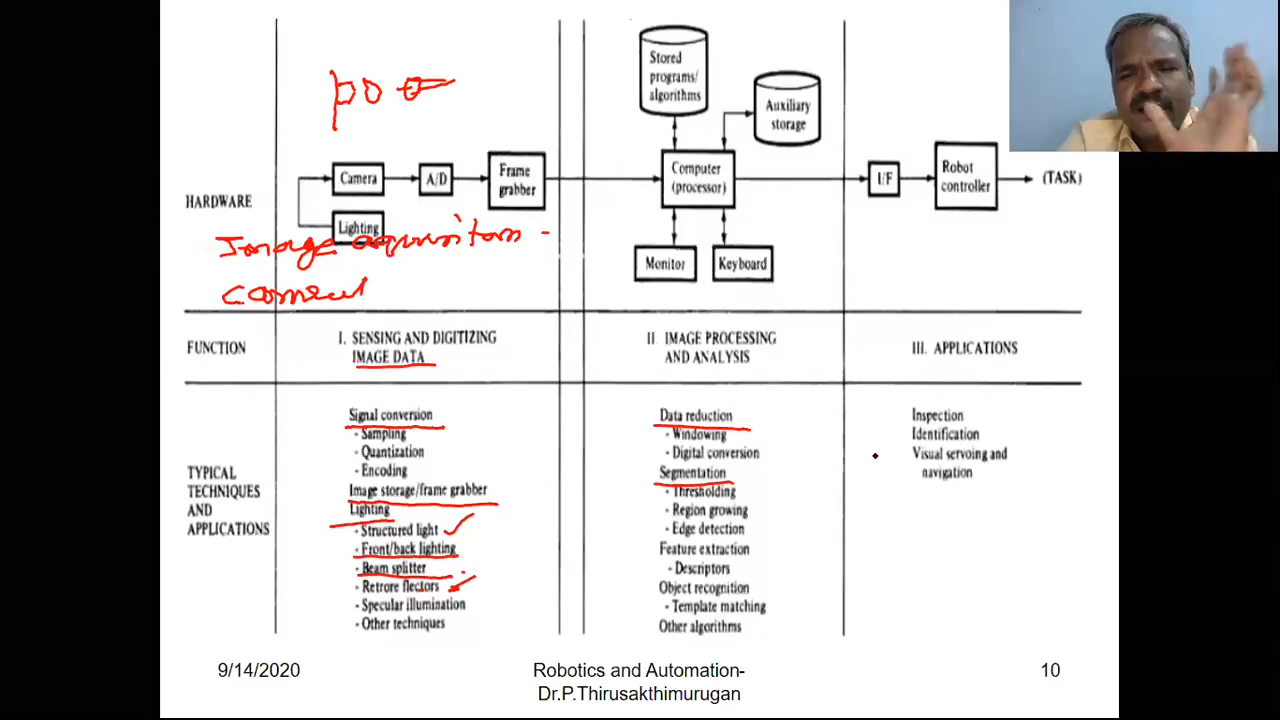 Stored
programs/
algorithms
Auxiliary
storage
HARDWARE
Camera
A/D
Frame
grabber
Computer
(processor)
I/F
Robot
controller
(TASK)
Lighting
Image
Monitor
Keyboard
FUNCTION
I. SENSING AND DIGITIZING
IMAGE DATA
II IMAGE PROCESSING
AND ANALYSIS
III. APPLICATIONS
TYPICAL
TECHNIQUES
AND
APPLICATIONS
Signal conversion
- Sampling
- Quantization
- Encoding
Image storage/frame grabber
Lighting
- Structured light
- Front/back lighting
- Beam splitter
- Retrore flectors
- Specular illumination
- Other techniques
Data reduction
- Windowing
- Digital conversion
Segmentation
- Thresholding
- Region growing
- Edge detection
Feature extraction
- Descriptors
Object recognition
- Template matching
Other algorithms
Inspection
Identification
Visual servoing and
navigation
9/14/2020
Robotics and Automation-
Dr.P.Thirusakthimurugan
10